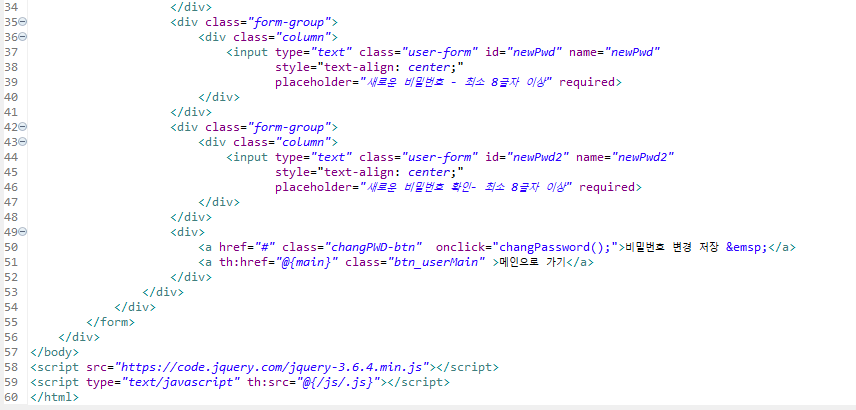 34 </div>
35 <div class="form-group">
36 <div class="column">
37 <input type="text" class="user-form" id="newPwd" name="newPwd"
38 style="text-align: center;"
39 placeholder="새로운 비밀번호 - 최소 8글자 이상" required>
40 </div>
41 </div>
42 <div class="form-group">
43 <div class="column">
44 <input type="text" class="user-form" id="newPwd2" name="newPwd2"
45 style="text-align: center;"
46 placeholder="새로운 비밀번호 확인- 최소 8글자 이상" required>
47 </div>
48 </div>
49 <div>
50 <a href="#" class="changPWD-btn"  onclick="changPassword();">비밀번호 변경 저장 &emsp;</a>
51 <a th:href="@{main}" class="btn_userMain" >메인으로 가기</a>
52 </div>
53 </div>
54 </div>
55 </form>
56 </div>
57 </body>
58 <script src="https://code.jquery.com/jquery-3.6.4.min.js"></script>
59 <script type="text/javascript" th:src="@{/js/.js}"></script>
60 </html>